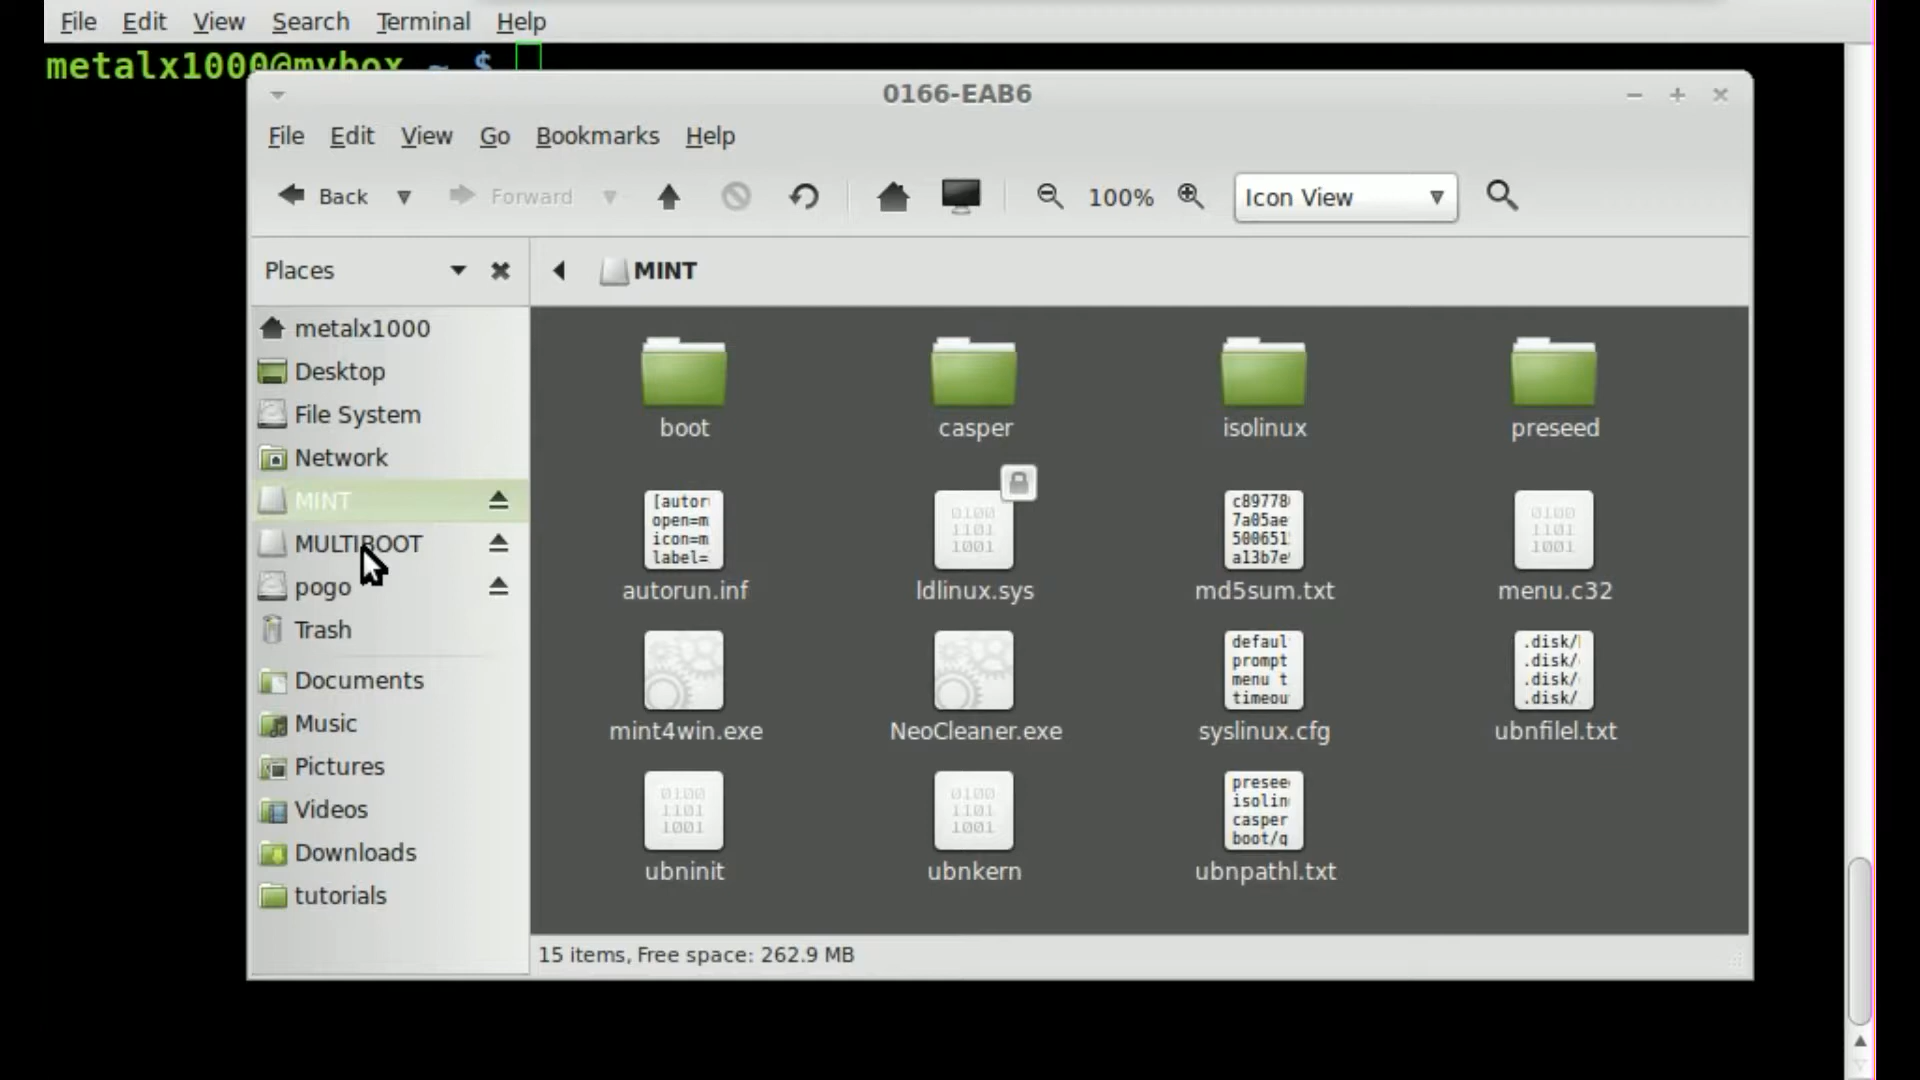 File Edit View Search Terminal Help
metalx1000@mybox ~ $
0166-EAB6
File Edit View Go Bookmarks Help
Back Forward 100% Icon View
Places
MINT
metalx1000
Desktop
File System
Network
MINT
MULTIBOOT
pogo
Trash
Documents
Music
Pictures
Videos
Downloads
tutorials
boot casper isolinux preseed
[autor
open=m
icon=m
label=
0100
1101
1001
c89778
7a05ae
500651
a13b7e
0100
1101
1001
autorun.inf ldlinux.sys md5sum.txt menu.c32
defaul
prompt
menu t
timeou
.disk/
.disk/
.disk/
.disk/
mint4win.exe NeoCleaner.exe syslinux.cfg ubnfilel.txt
0100
1101
1001
0100
1101
1001
presee
isolin
casper
boot/g
ubninit ubnkern ubnpathl.txt
15 items, Free space: 262.9 MB